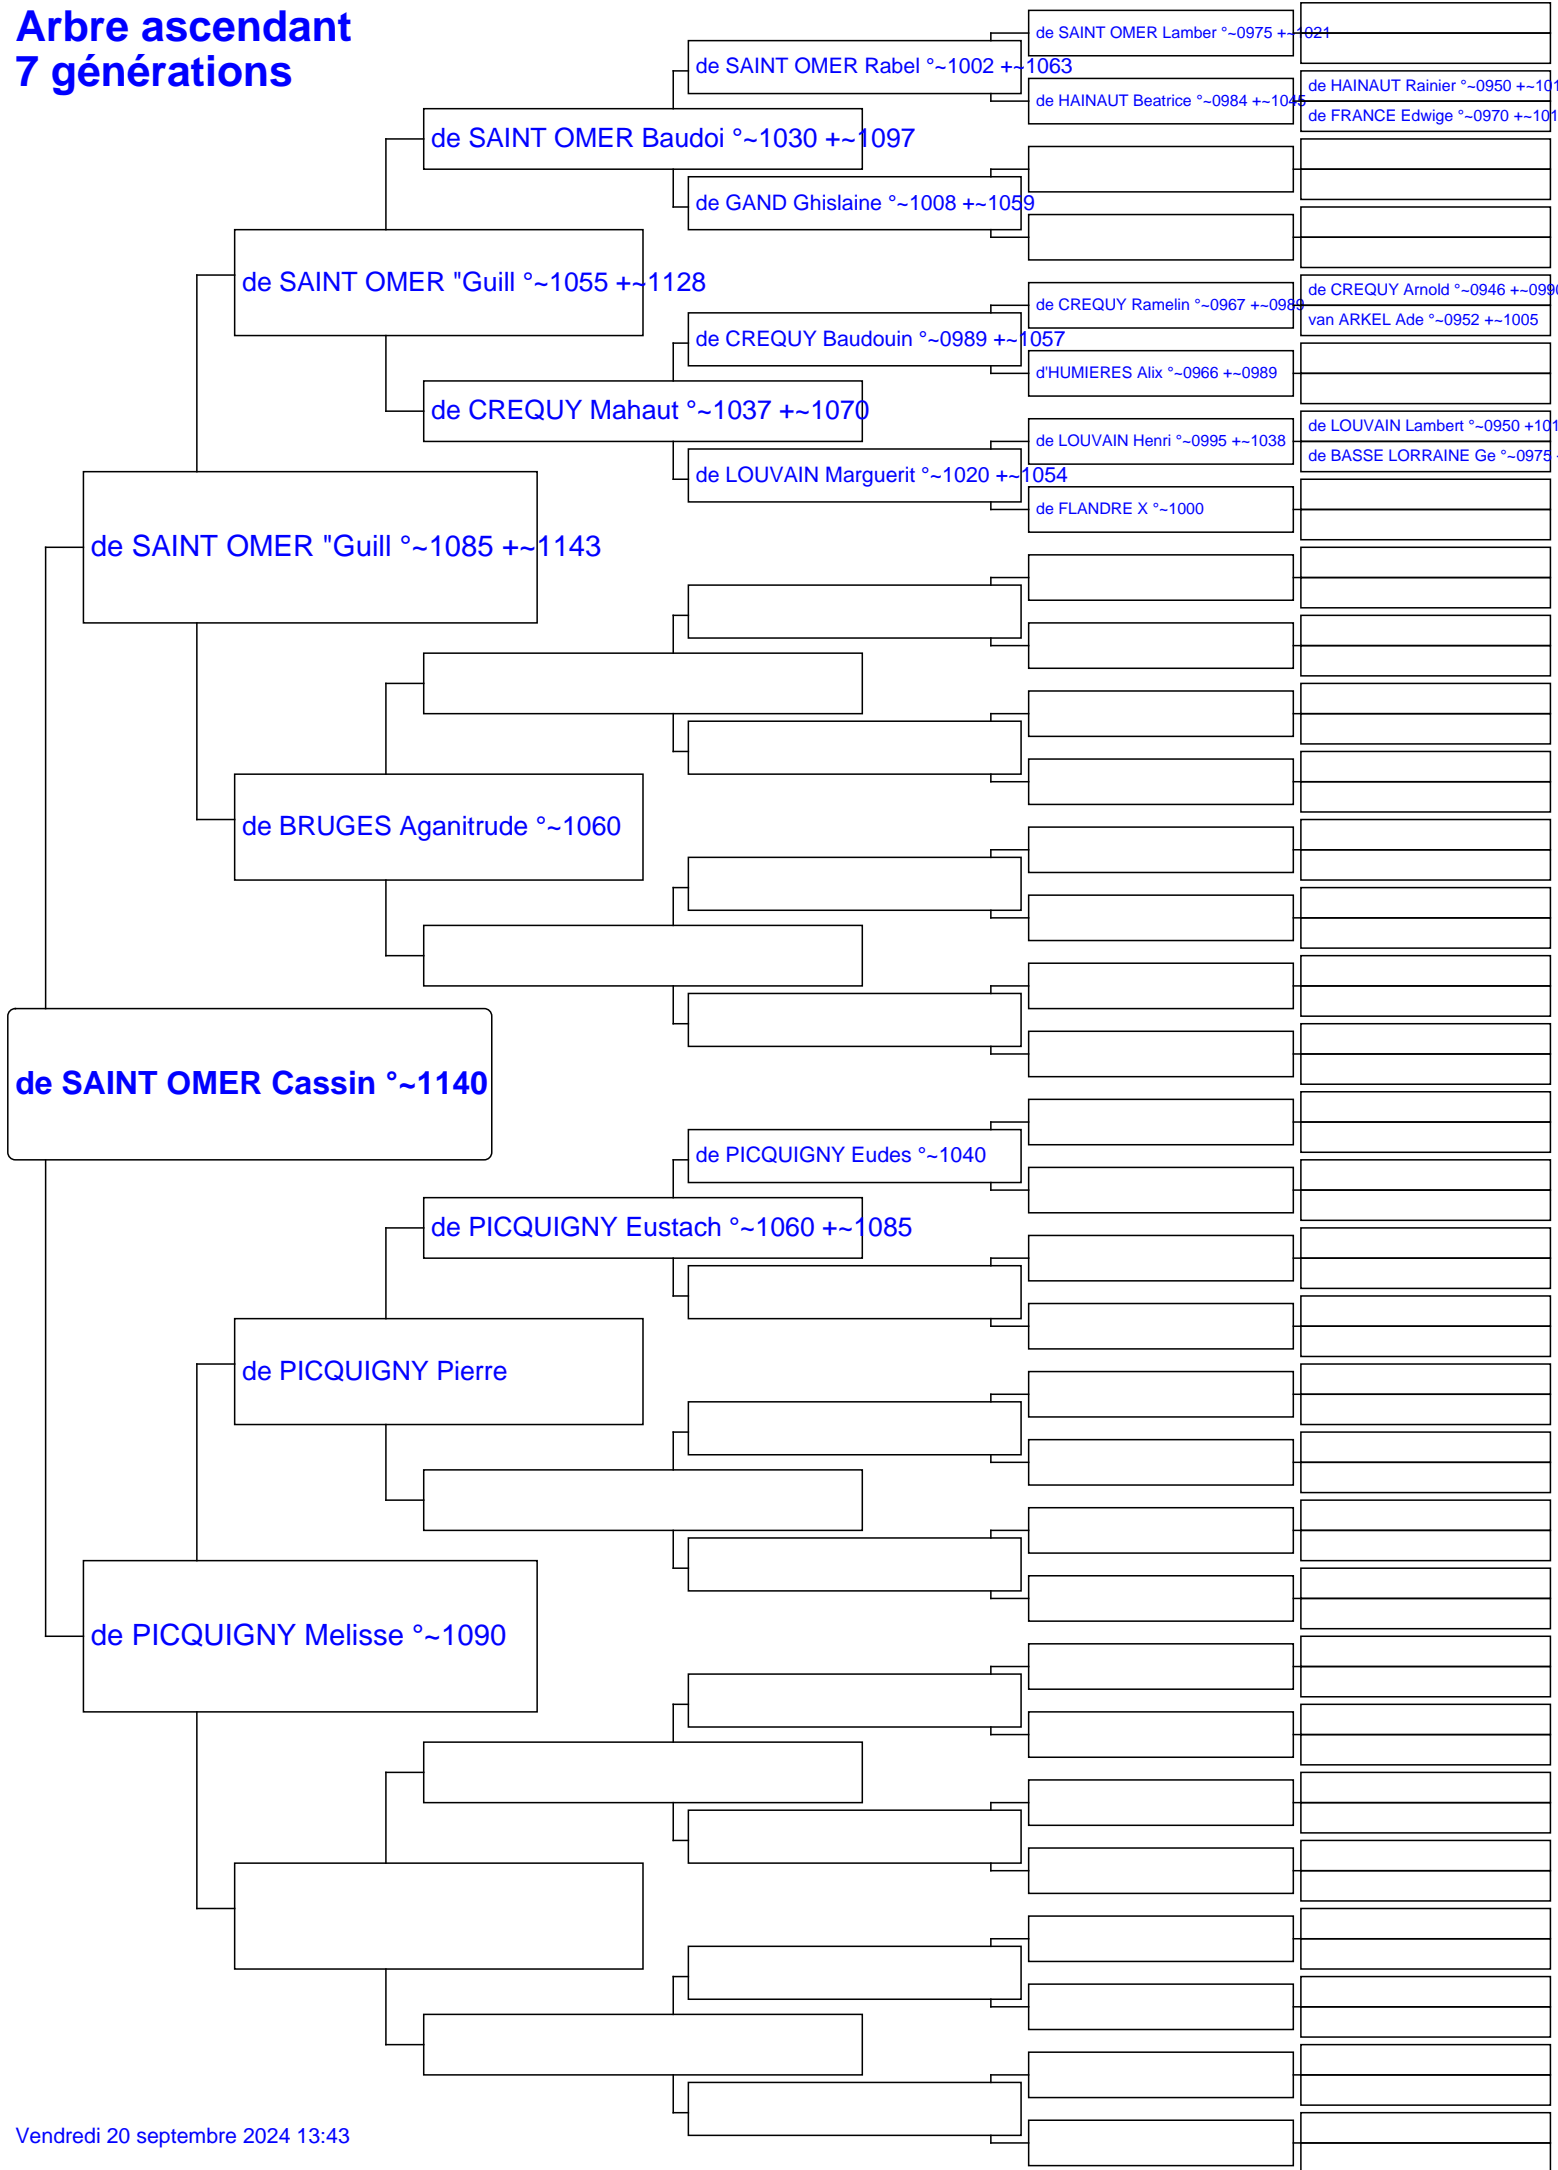 Arbre ascendant
7 générations
de SAINT OMER Lamber °~0975 +~1021
de SAINT OMER Rabel °~1002 +~1063
de HAINAUT Rainier °~0950 +~101
de HAINAUT Beatrice °~0984 +~1045
de FRANCE Edwige °~0970 +~101
de SAINT OMER Baudoi °~1030 +~1097
de GAND Ghislaine °~1008 +~1059
de SAINT OMER "Guill °~1055 +~1128
de CREQUY Arnold °~0946 +~0990
de CREQUY Ramelin °~0967 +~0989
van ARKEL Ade °~0952 +~1005
de CREQUY Baudouin °~0989 +~1057
d'HUMIERES Alix °~0966 +~0989
de CREQUY Mahaut °~1037 +~1070
de LOUVAIN Lambert °~0950 +101
de LOUVAIN Henri °~0995 +~1038
de BASSE LORRAINE Ge °~0975
de LOUVAIN Marguerit °~1020 +~1054
de FLANDRE X °~1000
de SAINT OMER "Guill °~1085 +~1143
de BRUGES Aganitrude °~1060
de SAINT OMER Cassin °~1140
de PICQUIGNY Eudes °~1040
de PICQUIGNY Eustach °~1060 +~1085
de PICQUIGNY Pierre
de PICQUIGNY Melisse °~1090
Vendredi 20 septembre 2024 13:43